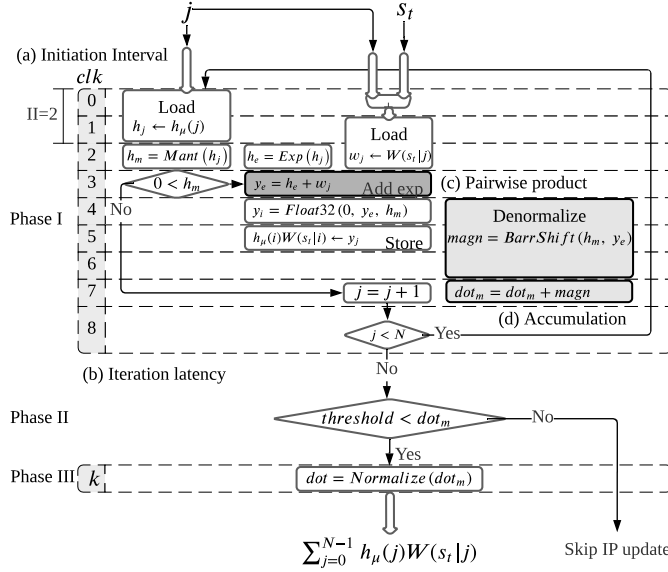 j
s_t
(a) Initiation Interval
clk
0
II=2
Load
h_j ← h_μ(j)
1
Load
w_j ← W(s_t|j)
2
h_m = Mant(h_j)
h_e = Exp(h_j)
3
0 < h_m
y_e = h_e + w_j
Add exp
(c) Pairwise product
No
Phase I
4
y_i = Float32(0, y_e, h_m)
Denormalize
magn = BarrShift(h_m, y_e)
5
h_μ(i)W(s_t|i) ← y_j
Store
6
7
j = j + 1
dot_m = dot_m + magn
(d) Accumulation
8
j < N
Yes
(b) Iteration latency
No
Phase II
threshold < dot_m
No
Yes
Phase III
k
dot = Normalize(dot_m)
∑_{j=0}^{N−1} h_μ(j)W(s_t|j)
Skip IP update